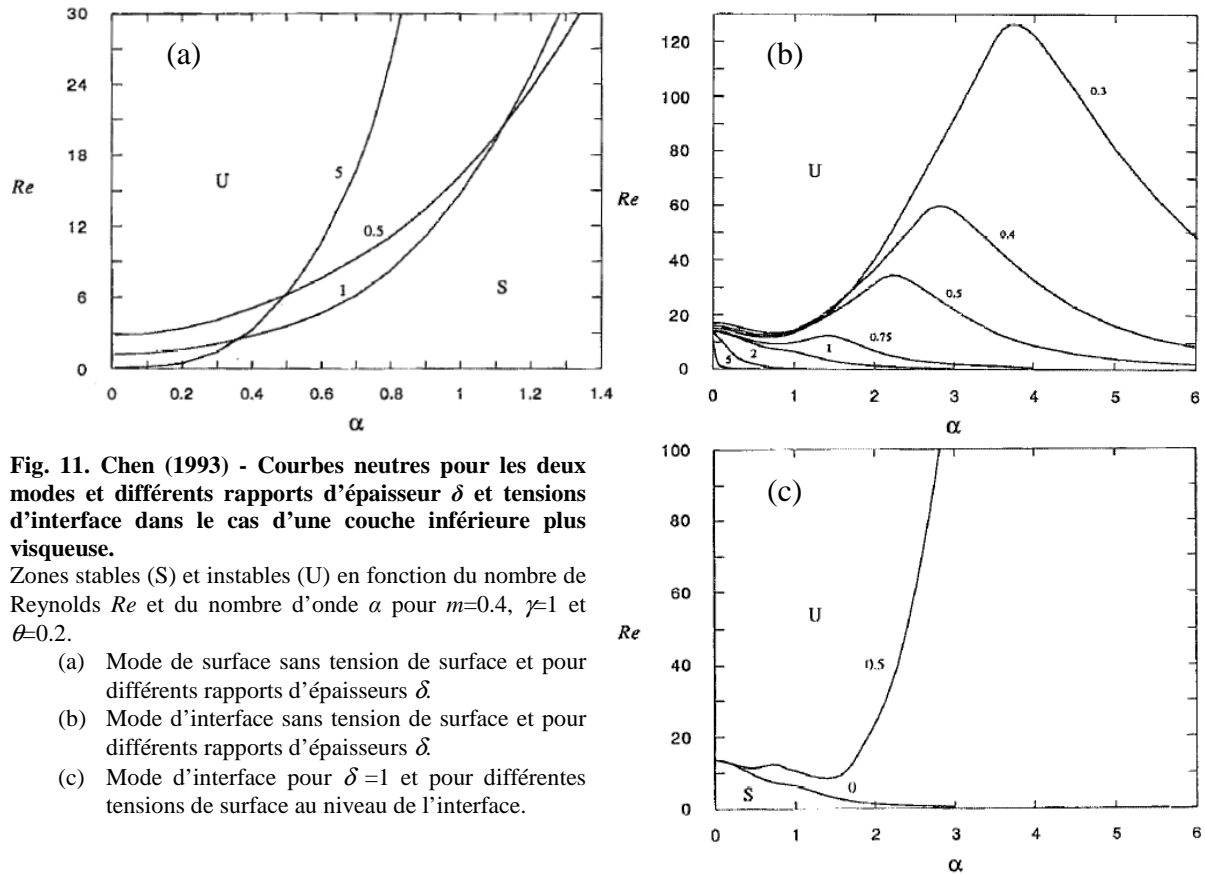 (a)
30
24
18
12
6
0
Re
U
S
5
0.5
1
0 0.2 0.4 0.6 0.8 1 1.2 1.4
α
(b)
120
100
80
60
40
20
0
Re
U
0.3
0.4
0.5
0.75
1
2
5
0 1 2 3 4 5 6
α
Fig. 11. Chen (1993) - Courbes neutres pour les deux
modes et différents rapports d'épaisseur δ et tensions
d'interface dans le cas d'une couche inférieure plus
visqueuse.
Zones stables (S) et instables (U) en fonction du nombre de
Reynolds Re et du nombre d'onde α pour m=0.4, γ=1 et
θ=0.2.
(a) Mode de surface sans tension de surface et pour
différents rapports d'épaisseurs δ.
(b) Mode d'interface sans tension de surface et pour
différents rapports d'épaisseurs δ.
(c) Mode d'interface pour δ =1 et pour différentes
tensions de surface au niveau de l'interface.
(c)
100
80
60
40
20
0
Re
U
0.5
S
0
0 1 2 3 4 5 6
α